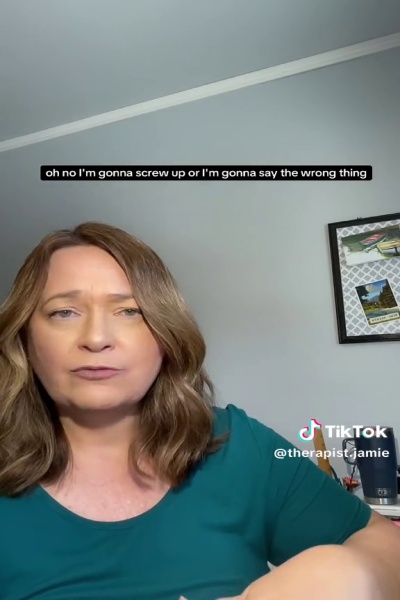 oh no I'm gonna screw up or I'm gonna say the wrong thing
TikTok
@therapist.jamie